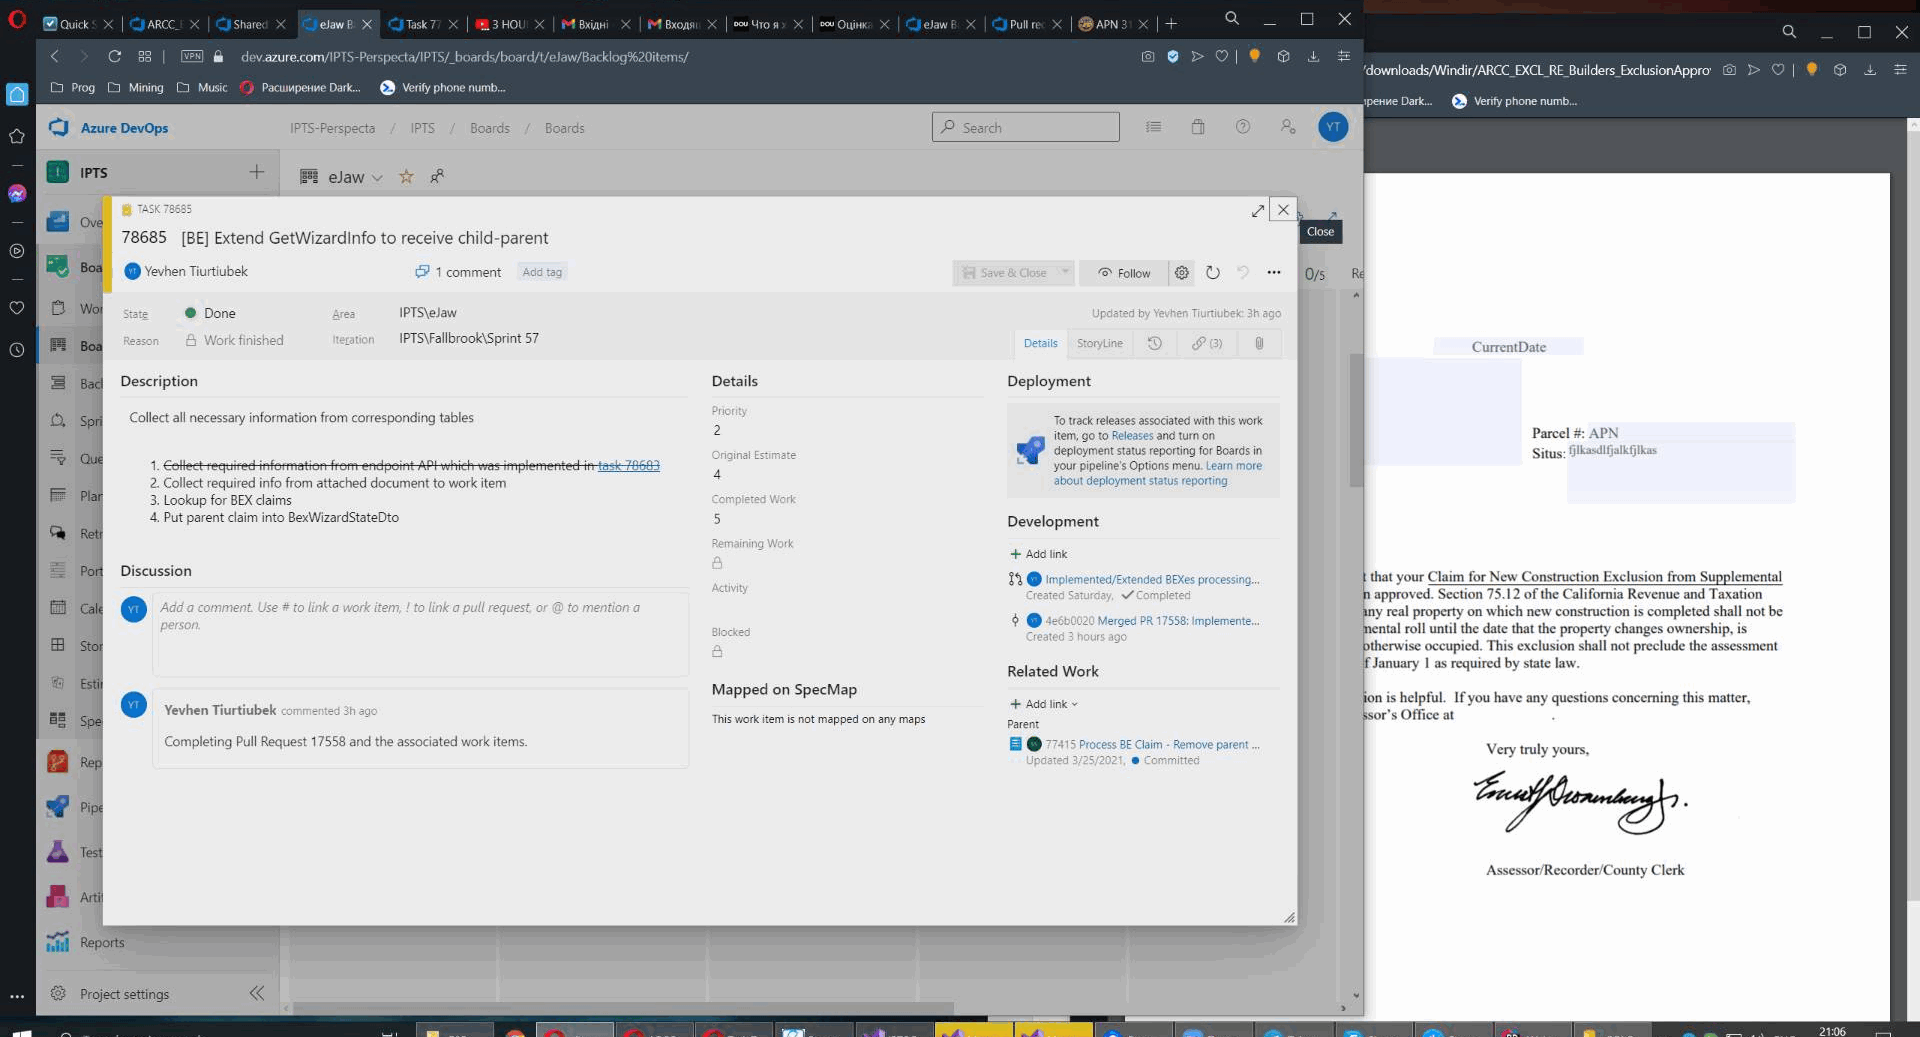 Quick S
ARCC_
Shared
eJaw B
Task 77
3 HOU
Вхідні
Входя
DOU Что я
DOU Оцінка
eJaw B
Pull re
APN 31
VPN
dev.azure.com/IPTS-Perspecta/IPTS/_boards/board/t/eJaw/Backlog%20items/
Prog
Mining
Music
Расширение Dark...
Verify phone numb...
Azure DevOps
IPTS-Perspecta / IPTS / Boards / Boards
Search
YT
IPTS
eJaw
TASK 78685
78685 [BE] Extend GetWizardInfo to receive child-parent
Close
YT Yevhen Tiurtiubek
1 comment
Add tag
Save & Close
Follow
0/5
Re
State
Done
Area
IPTS\eJaw
Updated by Yevhen Tiurtiubek: 3h ago
Reason
Work finished
Iteration
IPTS\Fallbrook\Sprint 57
Details
StoryLine
(3)
Description
Collect all necessary information from corresponding tables
1. Collect required information from endpoint API which was implemented in task 78683
2. Collect required info from attached document to work item
3. Lookup for BEX claims
4. Put parent claim into BexWizardStateDto
Discussion
YT
Add a comment. Use # to link a work item, ! to link a pull request, or @ to mention a
person.
YT
Yevhen Tiurtiubek commented 3h ago
Completing Pull Request 17558 and the associated work items.
Details
Priority
2
Original Estimate
4
Completed Work
5
Remaining Work
Activity
Blocked
Mapped on SpecMap
This work item is not mapped on any maps
Deployment
To track releases associated with this work
item, go to Releases and turn on
deployment status reporting for Boards in
your pipeline's Options menu. Learn more
about deployment status reporting
Development
Add link
Implemented/Extended BEXes processing...
Created Saturday, Completed
4e6b0020 Merged PR 17558: Implemente...
Created 3 hours ago
Related Work
Add link
Parent
77415 Process BE Claim - Remove parent ...
Updated 3/25/2021, Committed
Ove
Boa
Wor
Boa
Bac
Spri
Que
Plan
Retr
Port
Cale
Stor
Esti
Spe
Rep
Pipe
Test
Arti
Reports
Project settings
/downloads/Windir/ARCC_EXCL_RE_Builders_ExclusionAppro
рение Dark...
Verify phone numb...
CurrentDate
Parcel #: APN
Situs: fjlkasdlfjalkfjlkas
t that your Claim for New Construction Exclusion from Supplemental
n approved. Section 75.12 of the California Revenue and Taxation
any real property on which new construction is completed shall not be
mental roll until the date that the property changes ownership, is
otherwise occupied. This exclusion shall not preclude the assessment
f January 1 as required by state law.
ion is helpful. If you have any questions concerning this matter,
ssor's Office at .
Very truly yours,
Assessor/Recorder/County Clerk
21:06